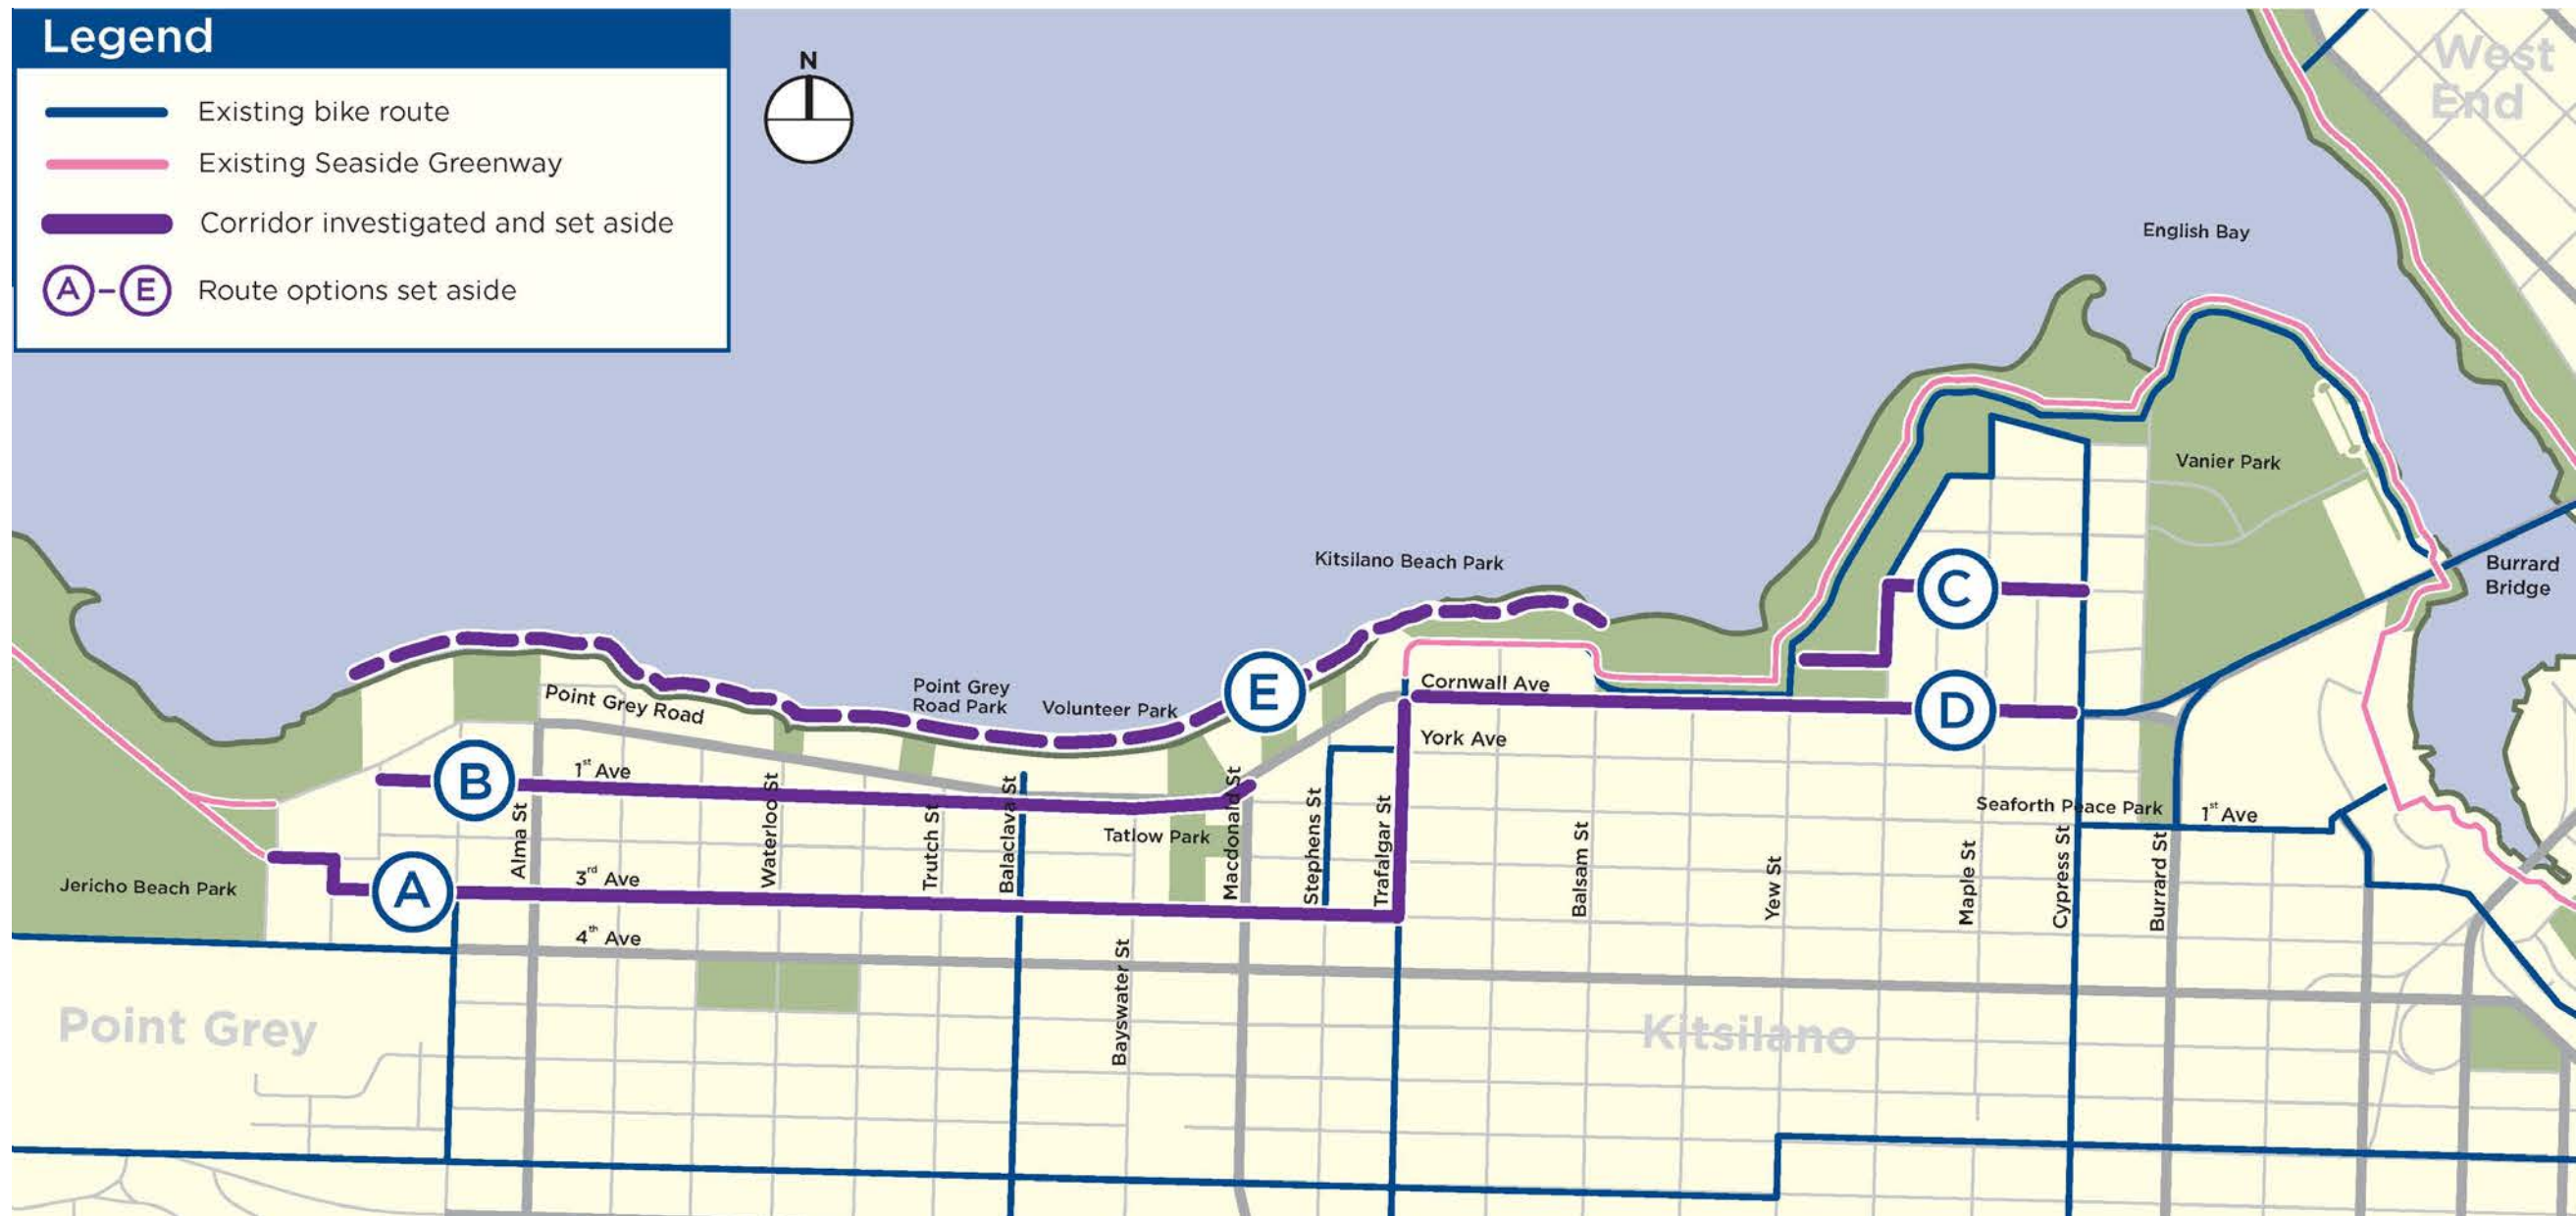 Legend
Existing bike route
Existing Seaside Greenway
Corridor investigated and set aside
A – E Route options set aside
N
West
End
English Bay
Vanier Park
Burrard
Bridge
Kitsilano Beach Park
C
E
Point Grey
Road Park
Volunteer Park
Point Grey Road
Cornwall Ave
D
York Ave
B
1st Ave
Alma St
Waterloo St
Trutch St
Balaclava St
Tatlow Park
Macdonald St
Stephens St
Trafalgar St
Balsam St
Yew St
Maple St
Seaforth Peace Park
Cypress St
Burrard St
1st Ave
Jericho Beach Park
A
3rd Ave
4th Ave
Bayswater St
Point Grey
Kitsilano